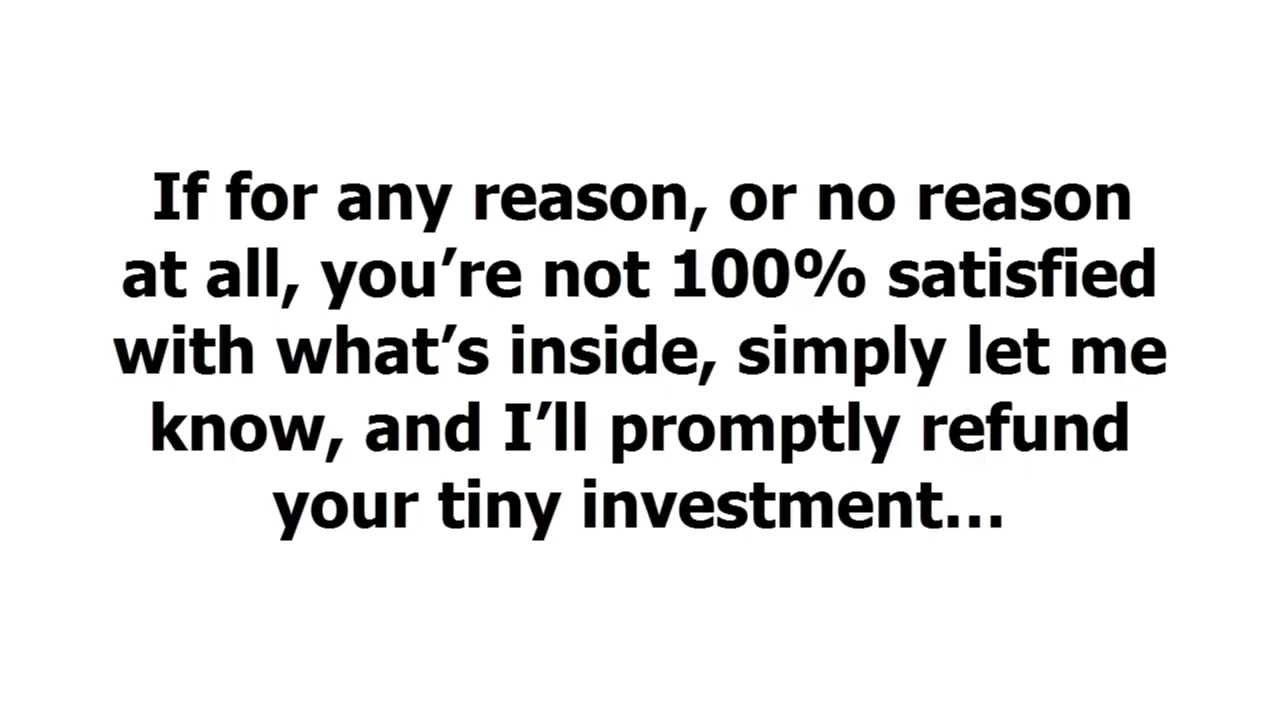 If for any reason, or no reason
at all, you’re not 100% satisfied
with what’s inside, simply let me
know, and I’ll promptly refund
your tiny investment…